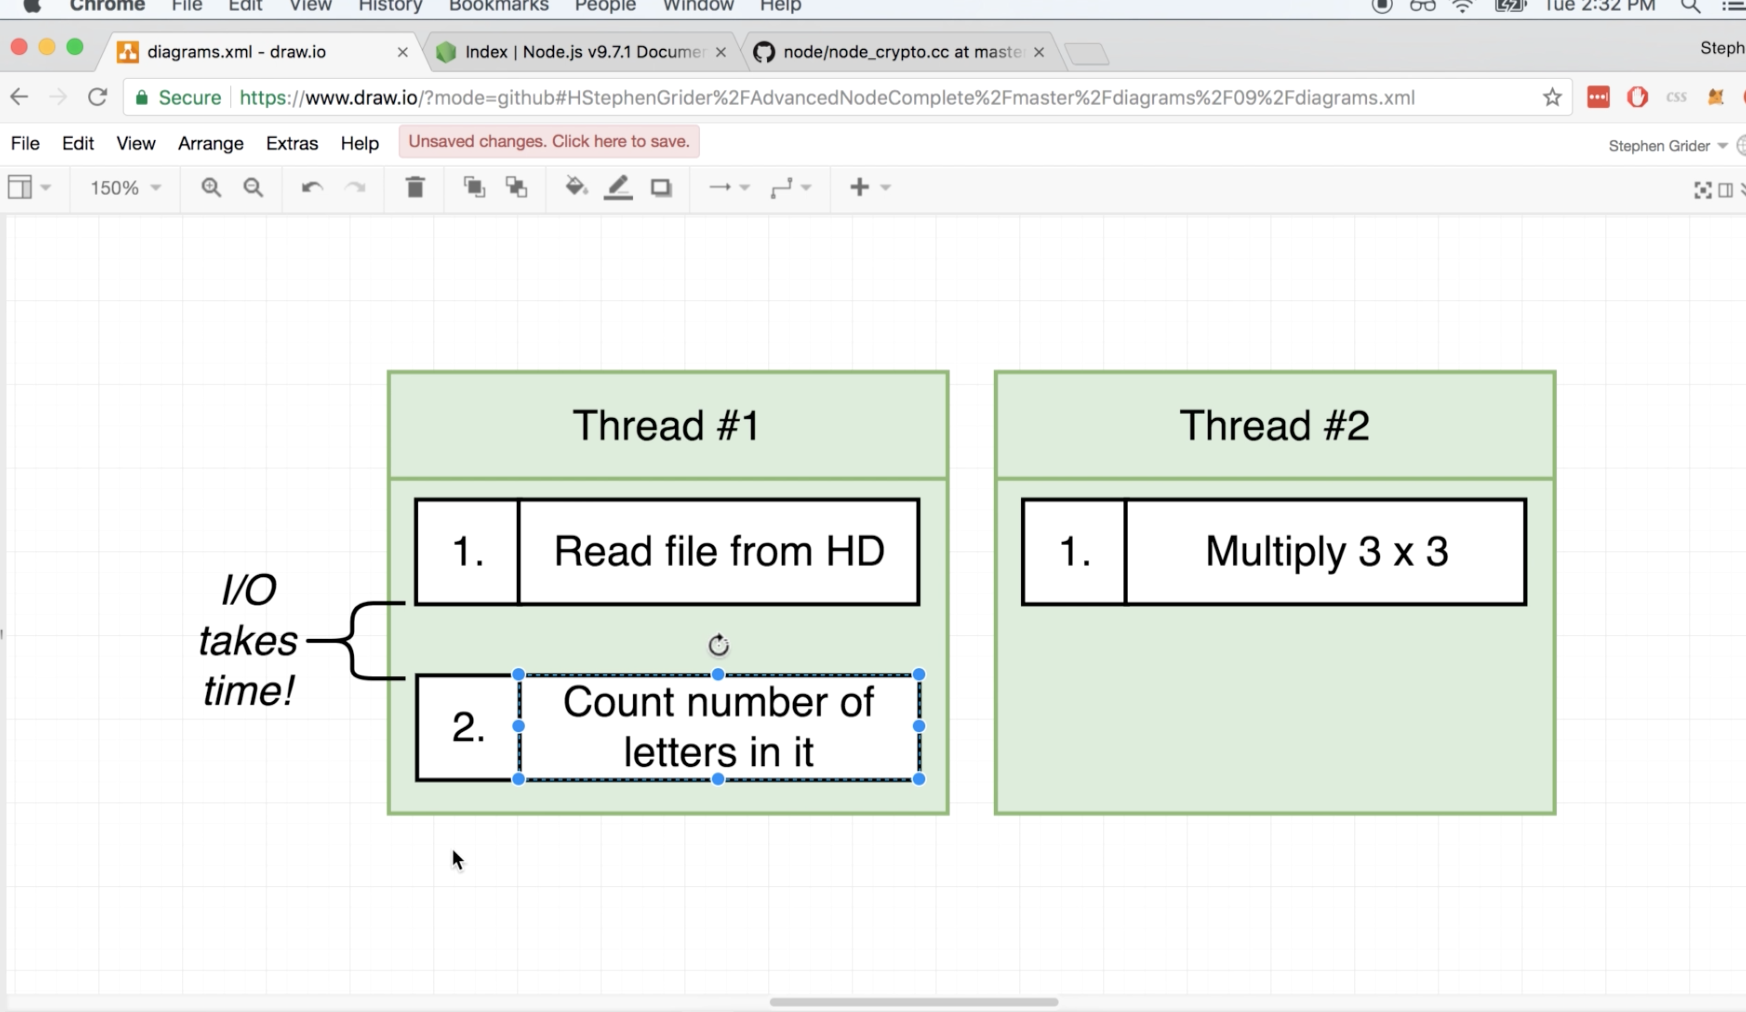 Chrome File Edit View History Bookmarks People Window Help Tue 2:32 PM
diagrams.xml - draw.io
Index | Node.js v9.7.1 Documen
node/node_crypto.cc at maste
Steph
Secure https://www.draw.io/?mode=github#HStephenGrider%2FAdvancedNodeComplete%2Fmaster%2Fdiagrams%2F09%2Fdiagrams.xml
CSS
File Edit View Arrange Extras Help Unsaved changes. Click here to save. Stephen Grider
150%
Thread #1
1. Read file from HD
I/O
takes
time!
2. Count number of
letters in it
Thread #2
1. Multiply 3 x 3